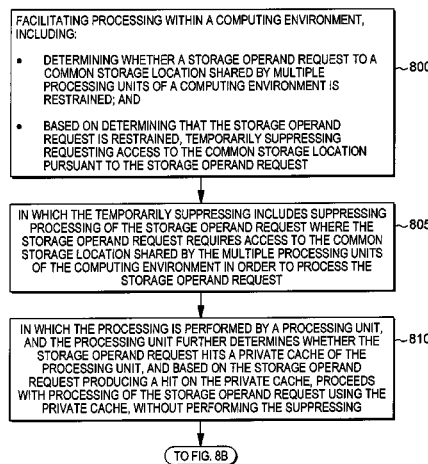 FACILITATING PROCESSING WITHIN A COMPUTING ENVIRONMENT,
INCLUDING:
• DETERMINING WHETHER A STORAGE OPERAND REQUEST TO A
COMMON STORAGE LOCATION SHARED BY MULTIPLE
PROCESSING UNITS OF A COMPUTING ENVIRONMENT IS
RESTRAINED; AND
• BASED ON DETERMINING THAT THE STORAGE OPERAND
REQUEST IS RESTRAINED, TEMPORARILY SUPPRESSING
REQUESTING ACCESS TO THE COMMON STORAGE LOCATION
PURSUANT TO THE STORAGE OPERAND REQUEST
800
IN WHICH THE TEMPORARILY SUPPRESSING INCLUDES SUPPRESSING
PROCESSING OF THE STORAGE OPERAND REQUEST WHERE THE
STORAGE OPERAND REQUEST REQUIRES ACCESS TO THE COMMON
STORAGE LOCATION SHARED BY THE MULTIPLE PROCESSING UNITS
OF THE COMPUTING ENVIRONMENT IN ORDER TO PROCESS THE
STORAGE OPERAND REQUEST
805
IN WHICH THE PROCESSING IS PERFORMED BY A PROCESSING UNIT,
AND THE PROCESSING UNIT FURTHER DETERMINES WHETHER THE
STORAGE OPERAND REQUEST HITS A PRIVATE CACHE OF THE
PROCESSING UNIT, AND BASED ON THE STORAGE OPERAND
REQUEST PRODUCING A HIT ON THE PRIVATE CACHE, PROCEEDS
WITH PROCESSING OF THE STORAGE OPERAND REQUEST USING THE
PRIVATE CACHE, WITHOUT PERFORMING THE SUPPRESSING
810
TO FIG. 8B